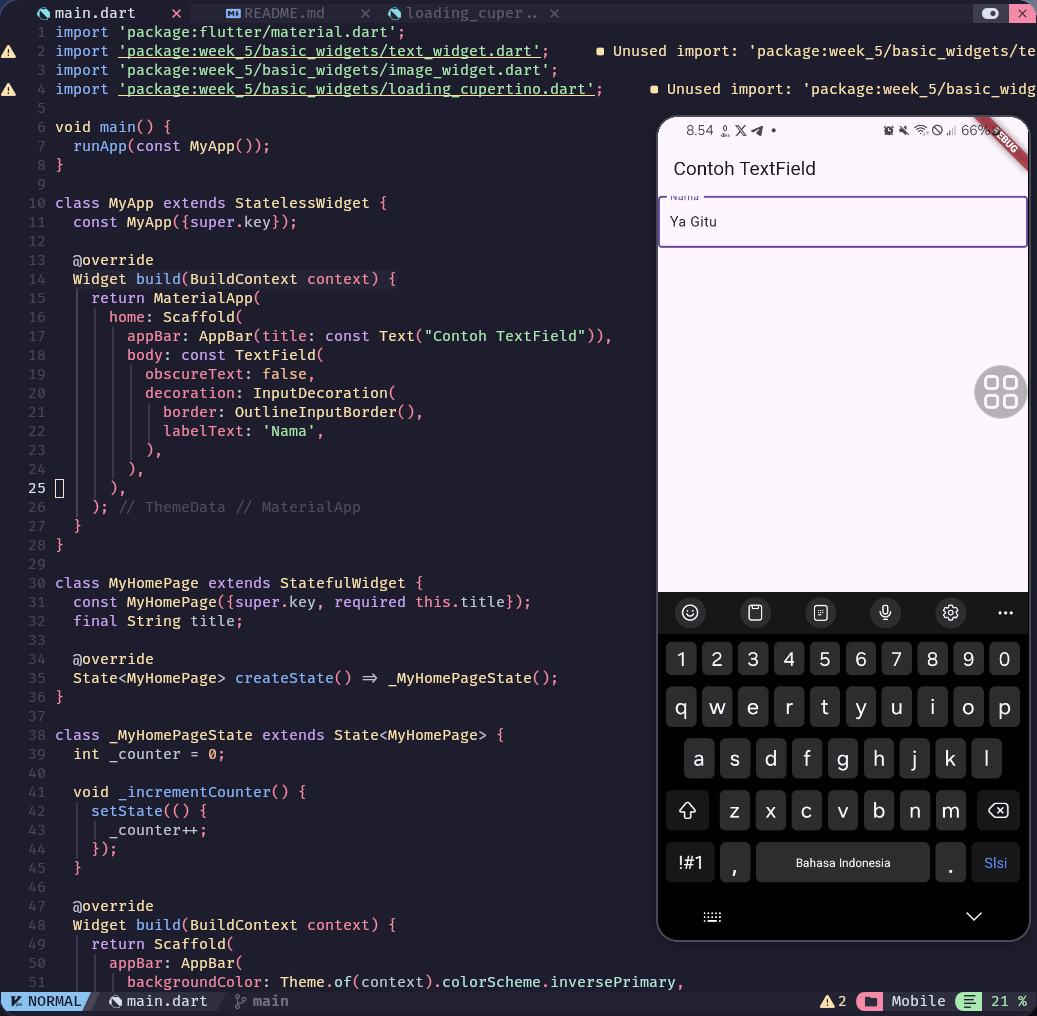 main.dart × README.md × loading_cuper.. × ×
1 import 'package:flutter/material.dart';
2 import 'package:week_5/basic_widgets/text_widget.dart'; ■ Unused import: 'package:week_5/basic_widgets/te
3 import 'package:week_5/basic_widgets/image_widget.dart';
4 import 'package:week_5/basic_widgets/loading_cupertino.dart'; ■ Unused import: 'package:week_5/basic_widg
5
6 void main() {
7   runApp(const MyApp());
8 }
9
10 class MyApp extends StatelessWidget {
11   const MyApp({super.key});
12
13   @override
14   Widget build(BuildContext context) {
15     return MaterialApp(
16       home: Scaffold(
17         appBar: AppBar(title: const Text("Contoh TextField")),
18         body: const TextField(
19           obscureText: false,
20           decoration: InputDecoration(
21             border: OutlineInputBorder(),
22             labelText: 'Nama',
23           ),
24         ),
25       ),
26     ); // ThemeData // MaterialApp
27   }
28 }
29
30 class MyHomePage extends StatefulWidget {
31   const MyHomePage({super.key, required this.title});
32   final String title;
33
34   @override
35   State<MyHomePage> createState() => _MyHomePageState();
36 }
37
38 class _MyHomePageState extends State<MyHomePage> {
39   int _counter = 0;
40
41   void _incrementCounter() {
42     setState(() {
43       _counter++;
44     });
45   }
46
47   @override
48   Widget build(BuildContext context) {
49     return Scaffold(
50       appBar: AppBar(
51         backgroundColor: Theme.of(context).colorScheme.inversePrimary,
NORMAL main.dart main 2 Mobile 21 %
8.54 66%
DEBUG
Contoh TextField
Nama
Ya Gitu
1 2 3 4 5 6 7 8 9 0
q w e r t y u i o p
a s d f g h j k l
z x c v b n m
!#1 , Bahasa Indonesia . Slsi